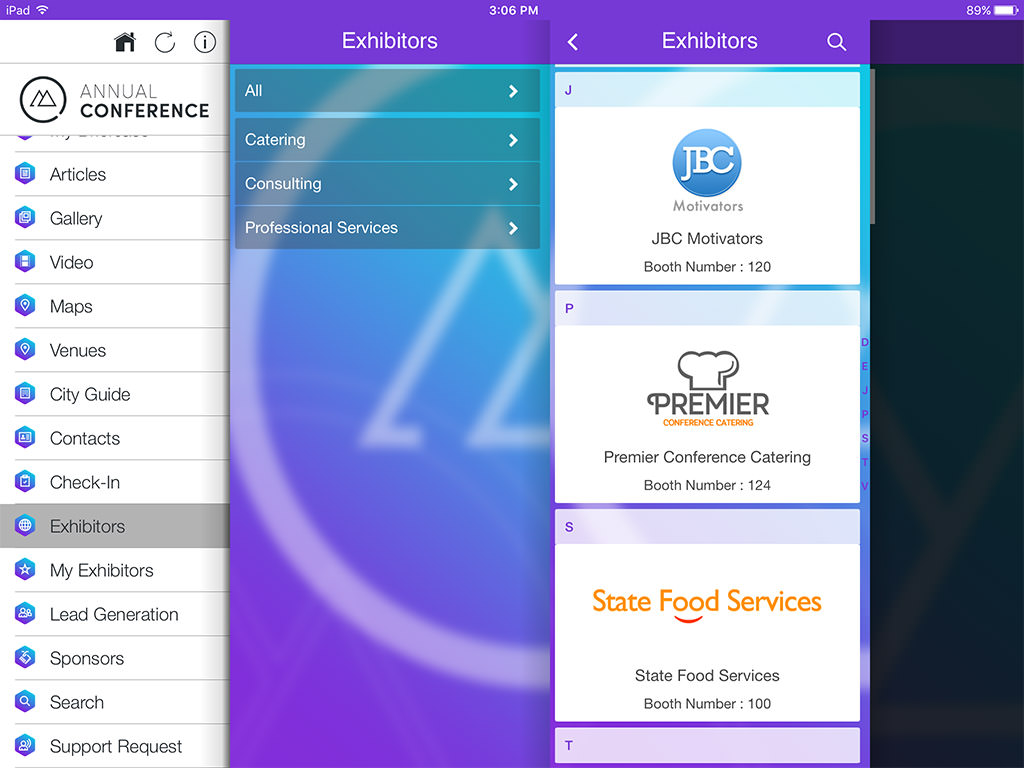 iPad
3:06 PM
89%
ANNUAL
CONFERENCE
Articles
Gallery
Video
Maps
Venues
City Guide
Contacts
Check-In
Exhibitors
My Exhibitors
Lead Generation
Sponsors
Search
Support Request
Exhibitors
All
Catering
Consulting
Professional Services
Exhibitors
J
JBC
Motivators
JBC Motivators
Booth Number : 120
P
PREMIER
CONFERENCE CATERING
Premier Conference Catering
Booth Number : 124
S
State Food Services
State Food Services
Booth Number : 100
T
D
E
J
P
S
T
V